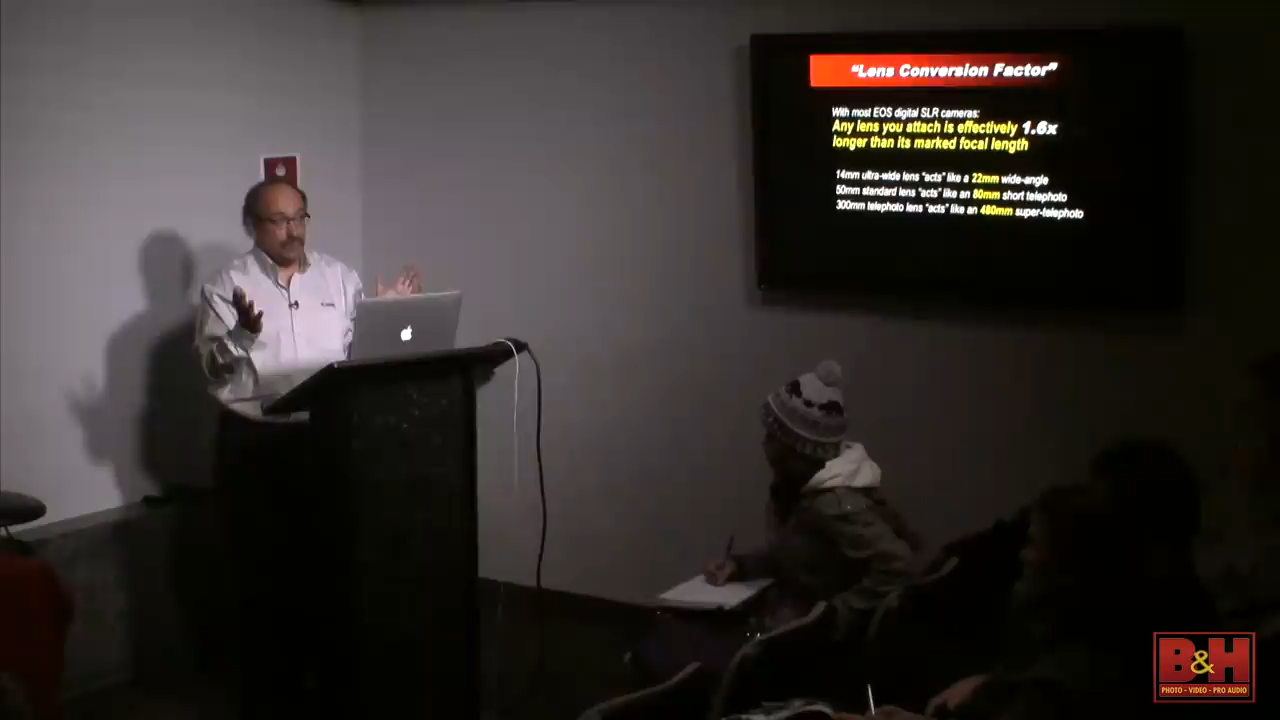 “Lens Conversion Factor”
With most EOS digital SLR cameras:
Any lens you attach is effectively 1.6x
longer than its marked focal length
14mm ultra-wide lens “acts” like a 22mm wide-angle
50mm standard lens “acts” like an 80mm short telephoto
300mm telephoto lens “acts” like an 480mm super-telephoto
B&H
PHOTO - VIDEO - PRO AUDIO